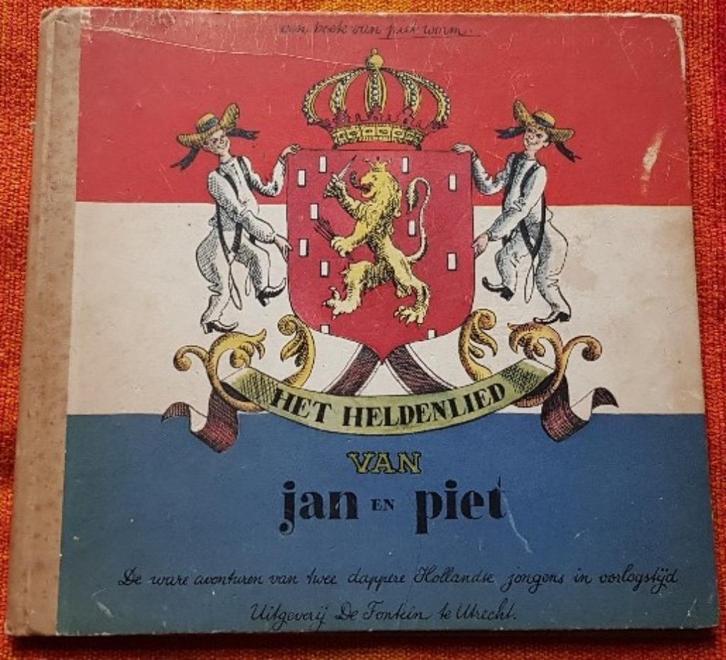 een boek van piet worm.
HET HELDENLIED
VAN
jan EN piet
De ware avonturen van twee dappere Hollandse jongens in oorlogstijd
Uitgeverij De Fontein te Utrecht.